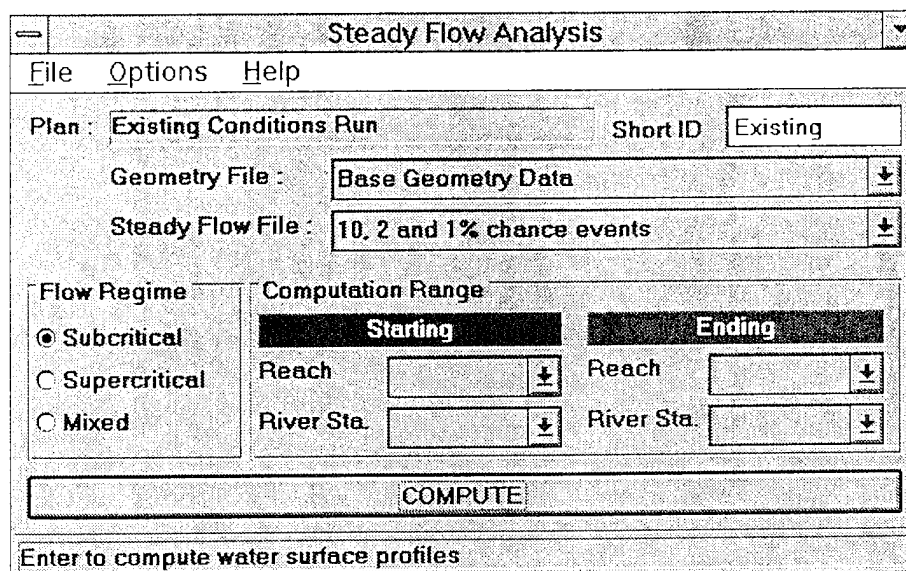 Steady Flow Analysis
File Options Help
Plan : Existing Conditions Run Short ID Existing
Geometry File : Base Geometry Data
Steady Flow File : 10, 2 and 1% chance events
Flow Regime Computation Range
Starting Ending
Subcritical
Reach Reach
Supercritical
River Sta. River Sta.
Mixed
COMPUTE
Enter to compute water surface profiles